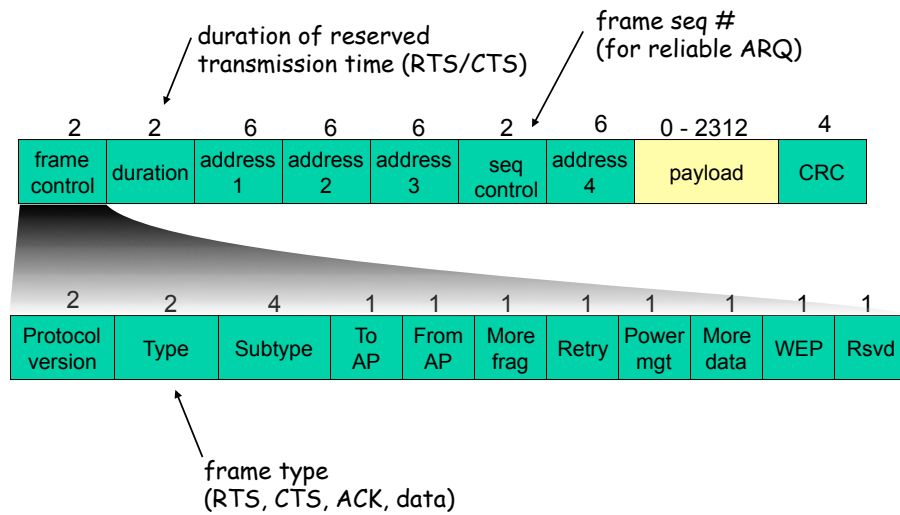 duration of reserved
transmission time (RTS/CTS)
frame seq #
(for reliable ARQ)
2 2 6 6 6 2 6 0 - 2312 4
frame control
duration
address 1
address 2
address 3
seq control
address 4
payload
CRC
2 2 4 1 1 1 1 1 1 1 1
Protocol version
Type
Subtype
To AP
From AP
More frag
Retry
Power mgt
More data
WEP
Rsvd
frame type
(RTS, CTS, ACK, data)